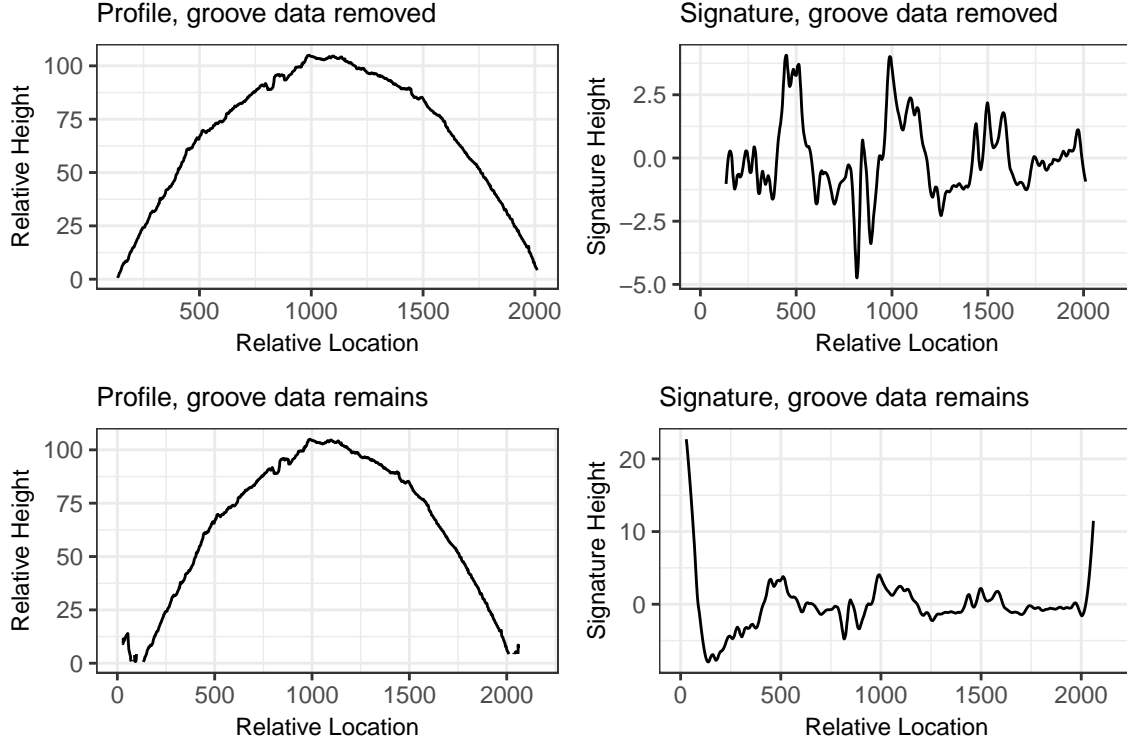 Profile, groove data removed
Relative Height
100
75
50
25
0
500 1000 1500 2000
Relative Location
Signature, groove data removed
Signature Height
2.5
0.0
−2.5
−5.0
0 500 1000 1500 2000
Relative Location
Profile, groove data remains
Relative Height
100
75
50
25
0
0 500 1000 1500 2000
Relative Location
Signature, groove data remains
Signature Height
20
10
0
0 500 1000 1500 2000
Relative Location